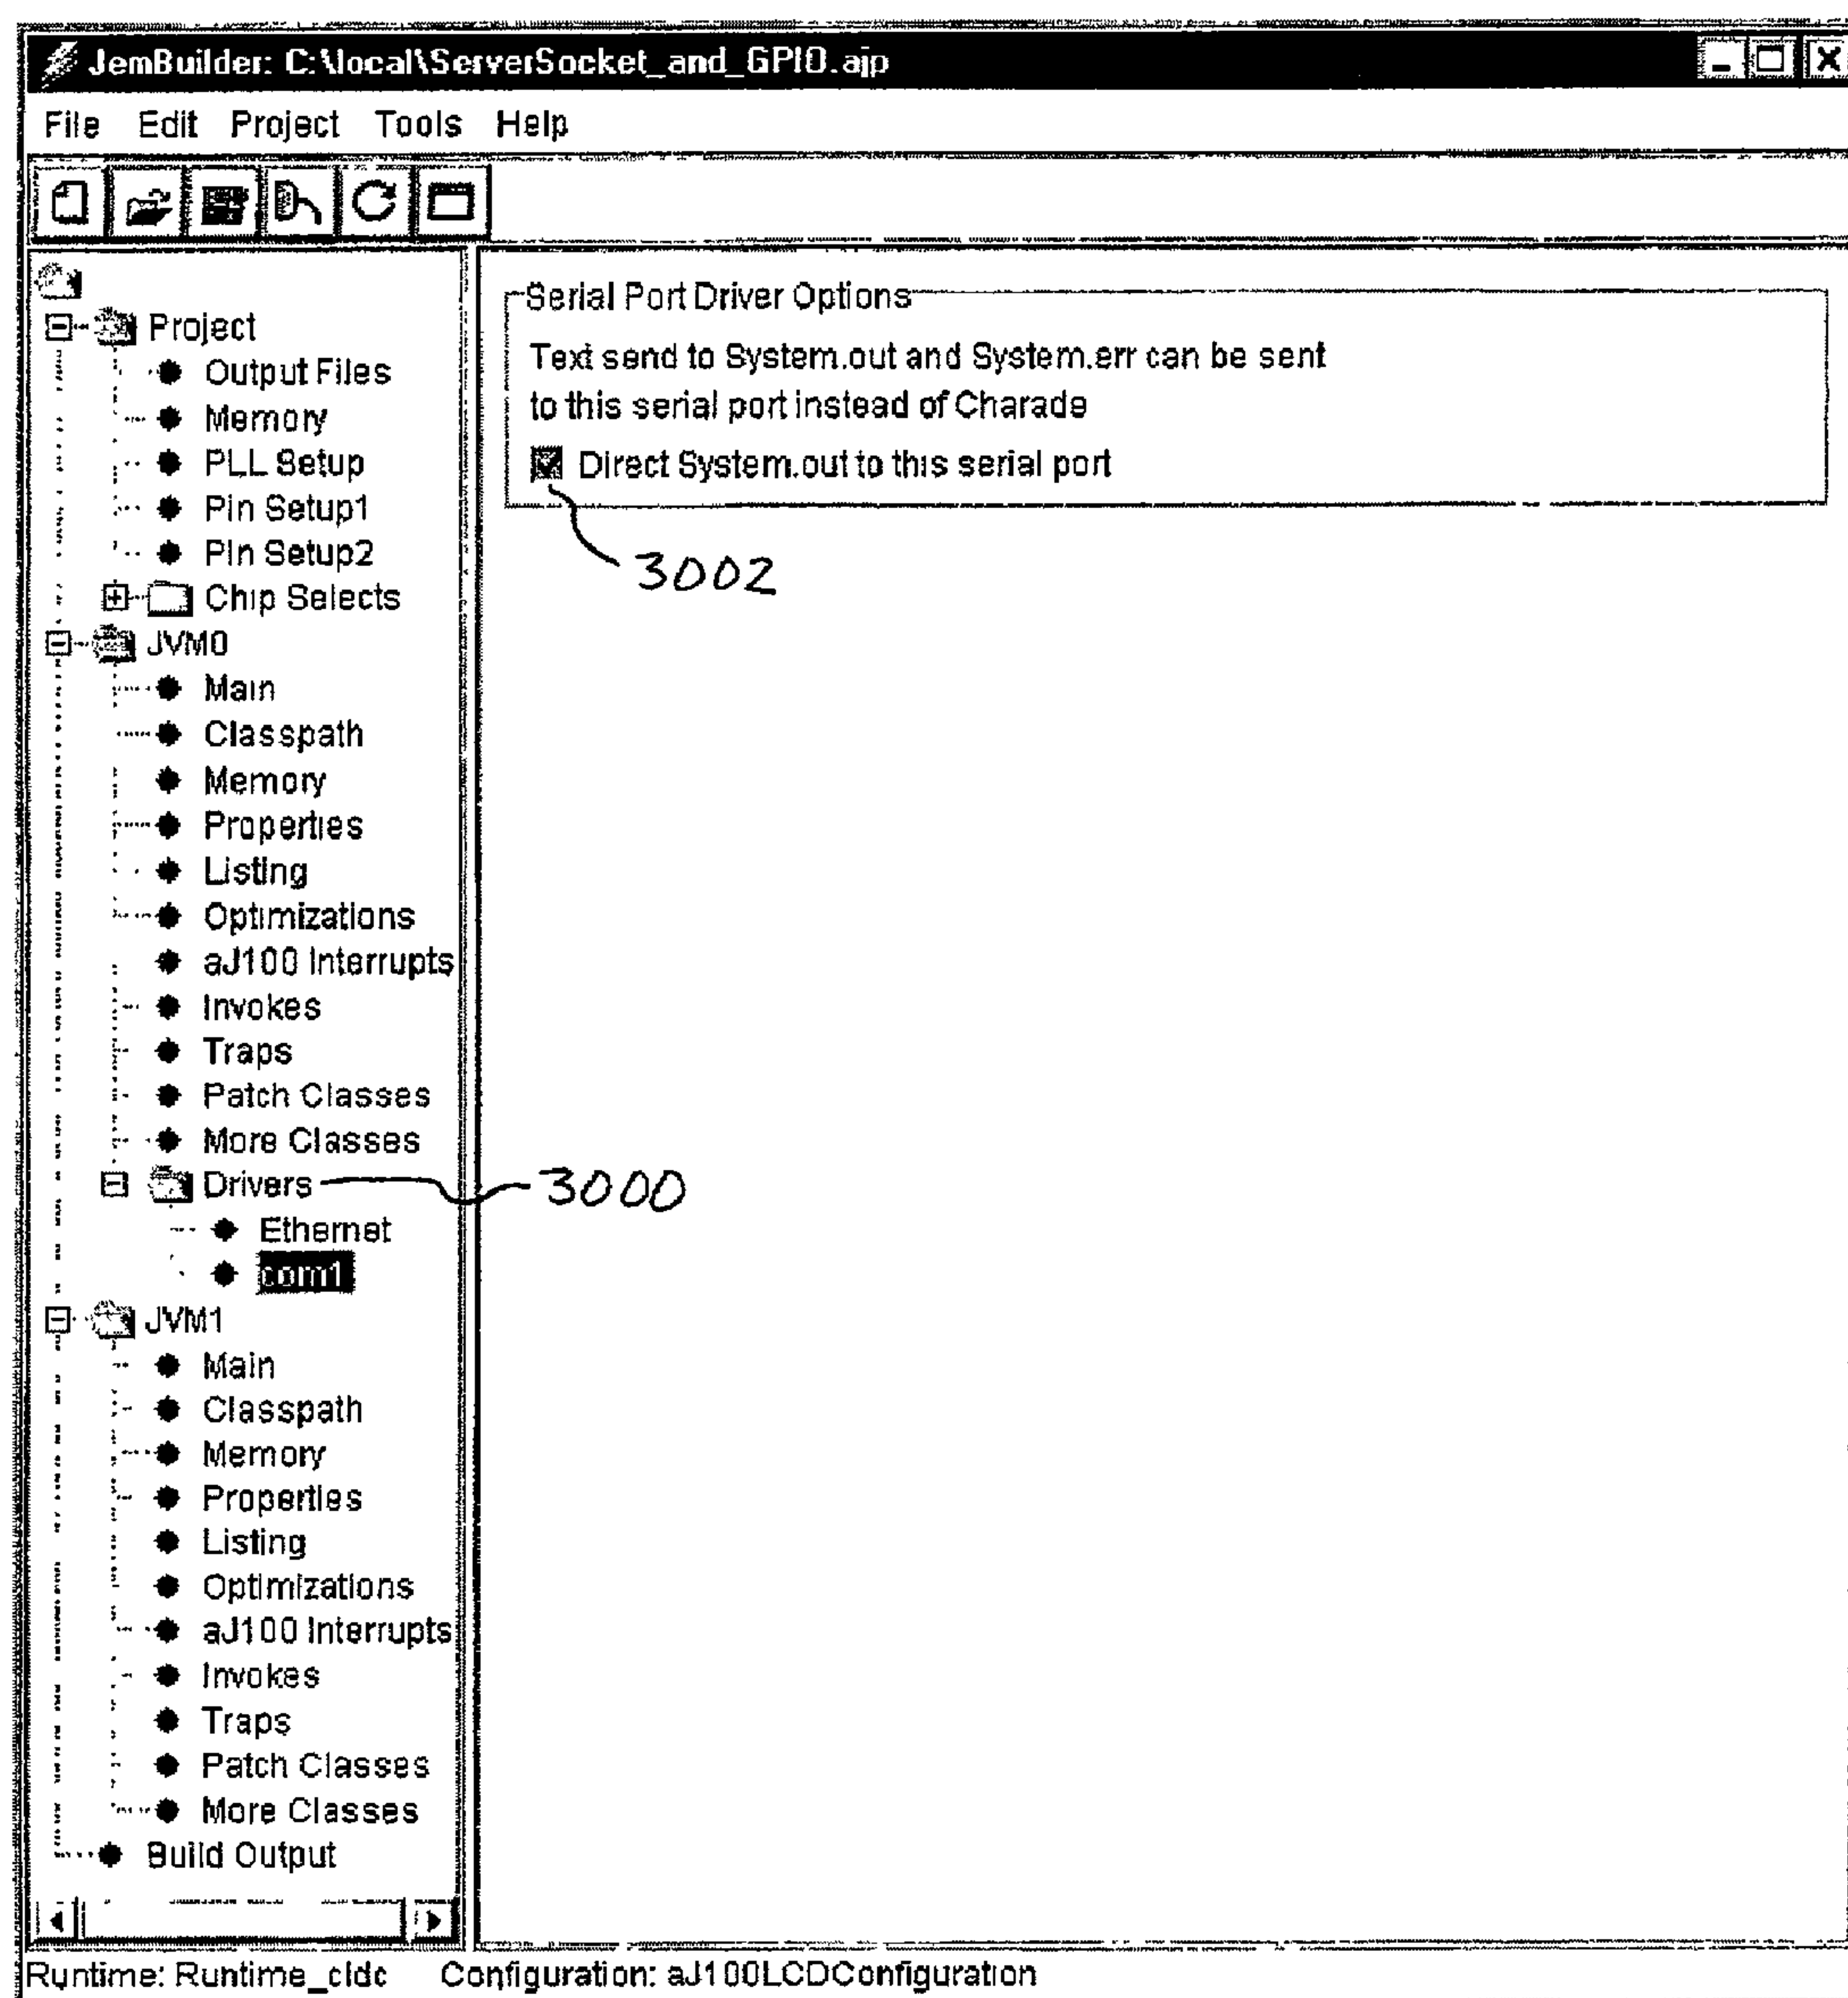 JemBuilder: C:\local\ServerSocket_and_GPIO.ajp
File Edit Project Tools Help
Project
Output Files
Memory
PLL Setup
Pin Setup1
Pin Setup2
Chip Selects
JVM0
Main
Classpath
Memory
Properties
Listing
Optimizations
aJ100 Interrupts
Invokes
Traps
Patch Classes
More Classes
Drivers
Ethernet
com1
JVM1
Main
Classpath
Memory
Properties
Listing
Optimizations
aJ100 Interrupts
Invokes
Traps
Patch Classes
More Classes
Build Output
Serial Port Driver Options
Text send to System.out and System.err can be sent
to this serial port instead of Charade
Direct System.out to this serial port
3002
3000
Runtime: Runtime_cldc Configuration: aJ100LCDConfiguration